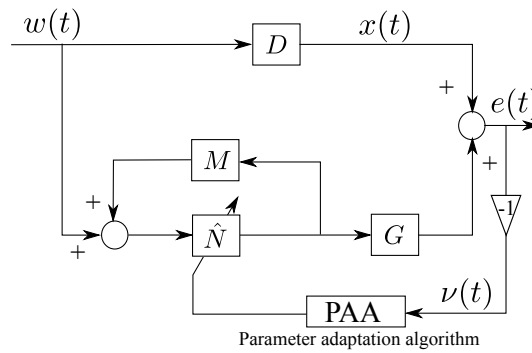 w(t)
D
x(t)
+
e(t)
+
M
+
-1
N̂
G
+
ν(t)
PAA
Parameter adaptation algorithm